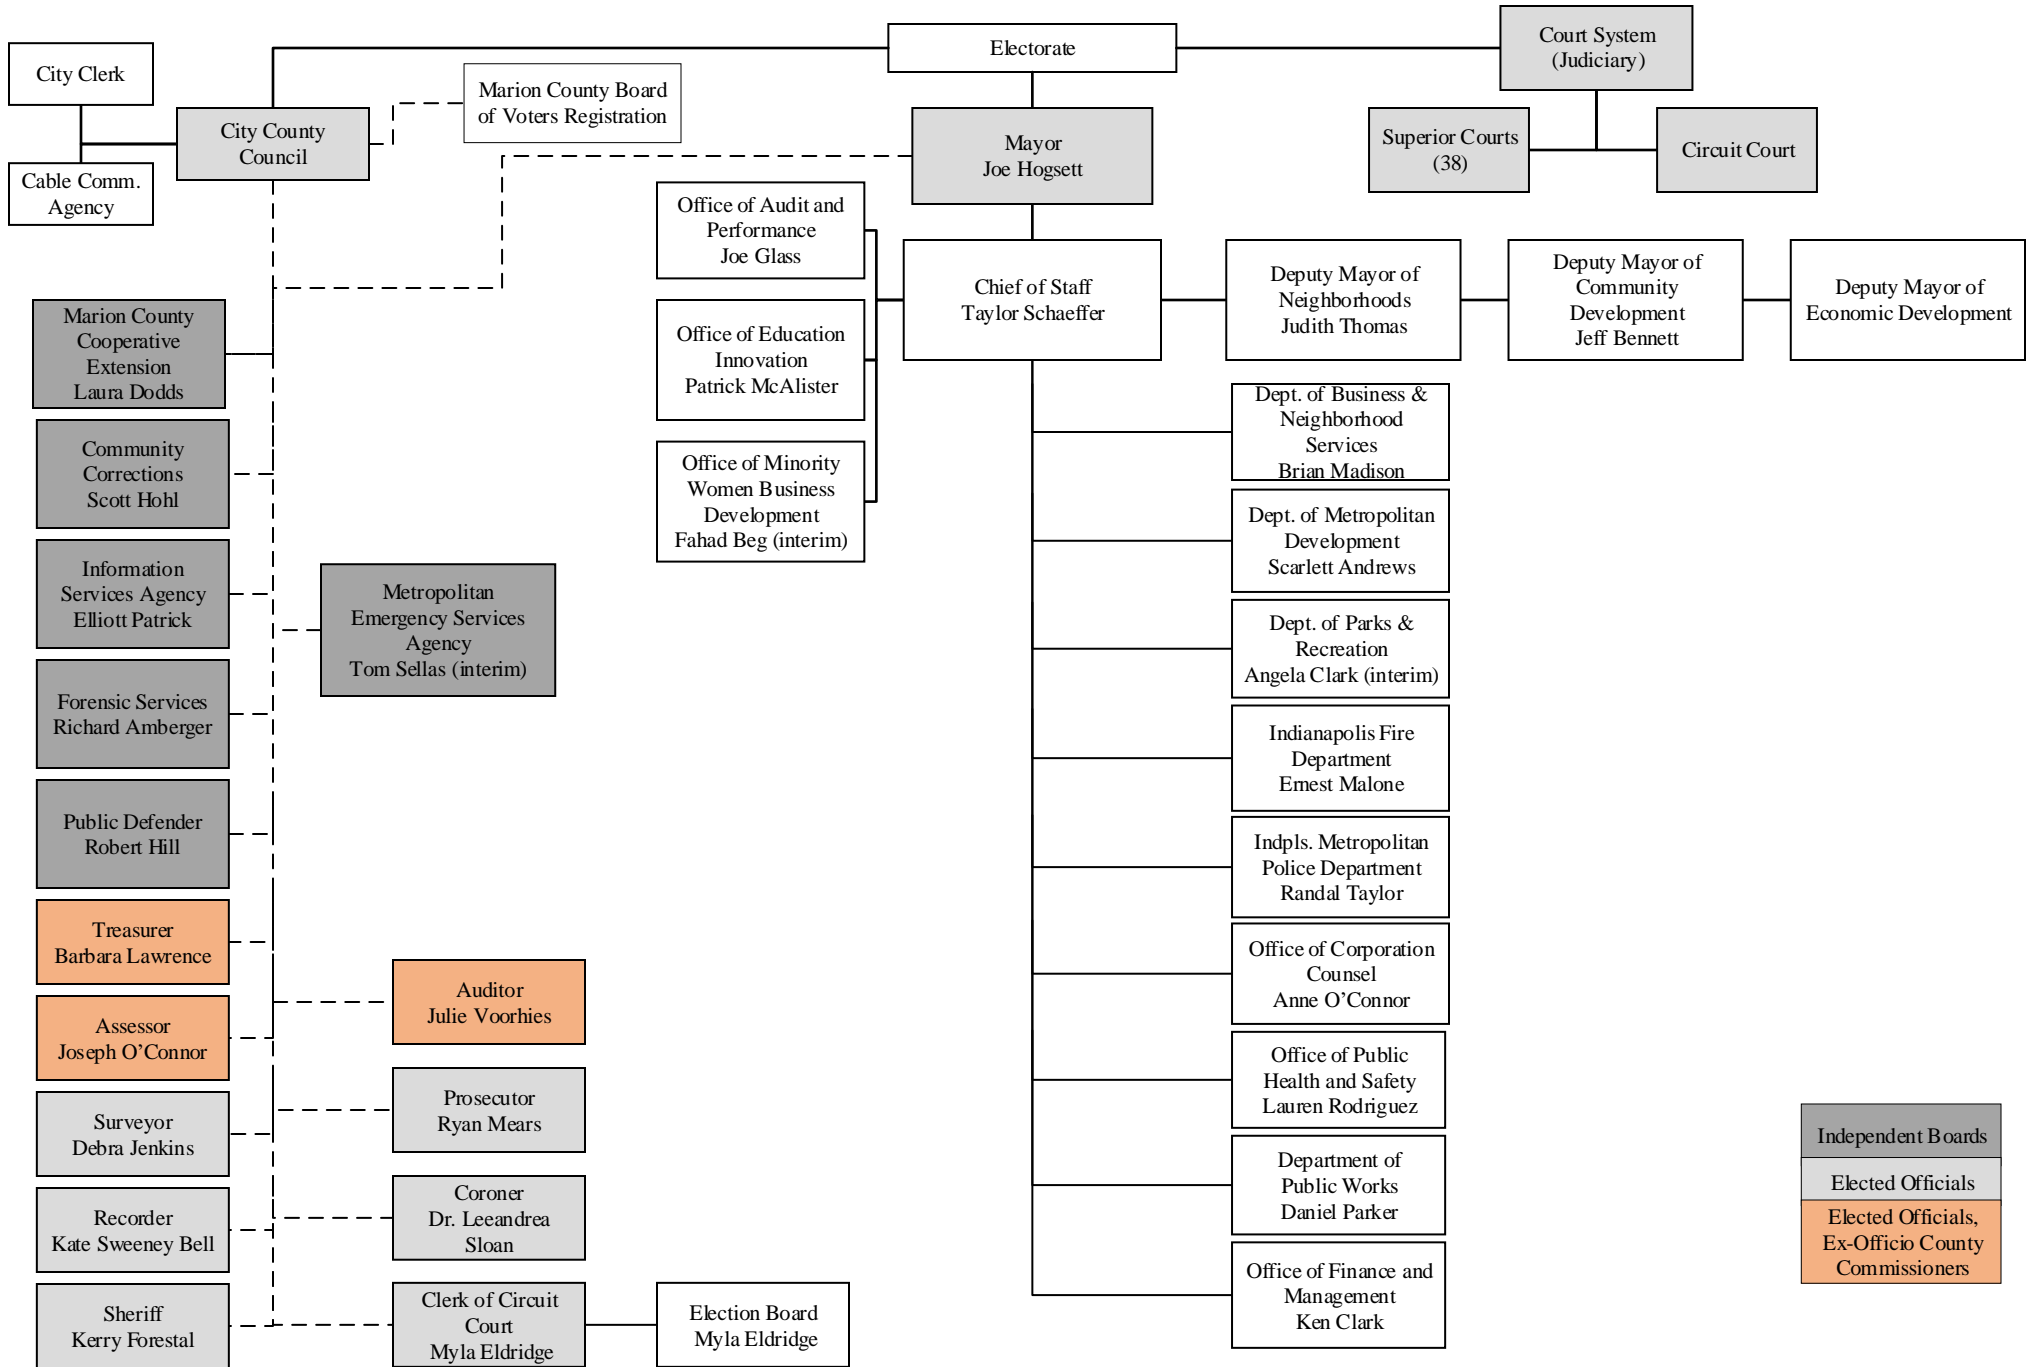 Electorate
Court System
(Judiciary)
City Clerk
Marion County Board
of Voters Registration
City County
Council
Mayor
Joe Hogsett
Superior Courts
(38)
Circuit Court
Cable Comm.
Agency
Office of Audit and
Performance
Joe Glass
Chief of Staff
Taylor Schaeffer
Deputy Mayor of
Neighborhoods
Judith Thomas
Deputy Mayor of
Community
Development
Jeff Bennett
Deputy Mayor of
Economic Development
Office of Education
Innovation
Patrick McAlister
Office of Minority
Women Business
Development
Fahad Beg (interim)
Marion County
Cooperative
Extension
Laura Dodds
Community
Corrections
Scott Hohl
Information
Services Agency
Elliott Patrick
Metropolitan
Emergency Services
Agency
Tom Sellas (interim)
Forensic Services
Richard Amberger
Public Defender
Robert Hill
Treasurer
Barbara Lawrence
Assessor
Joseph O’Connor
Surveyor
Debra Jenkins
Recorder
Kate Sweeney Bell
Sheriff
Kerry Forestal
Auditor
Julie Voorhies
Prosecutor
Ryan Mears
Coroner
Dr. Leeandrea
Sloan
Clerk of Circuit
Court
Myla Eldridge
Election Board
Myla Eldridge
Dept. of Business &
Neighborhood
Services
Brian Madison
Dept. of Metropolitan
Development
Scarlett Andrews
Dept. of Parks &
Recreation
Angela Clark (interim)
Indianapolis Fire
Department
Ernest Malone
Indpls. Metropolitan
Police Department
Randal Taylor
Office of Corporation
Counsel
Anne O’Connor
Office of Public
Health and Safety
Lauren Rodriguez
Department of
Public Works
Daniel Parker
Office of Finance and
Management
Ken Clark
Independent Boards
Elected Officials
Elected Officials,
Ex-Officio County
Commissioners